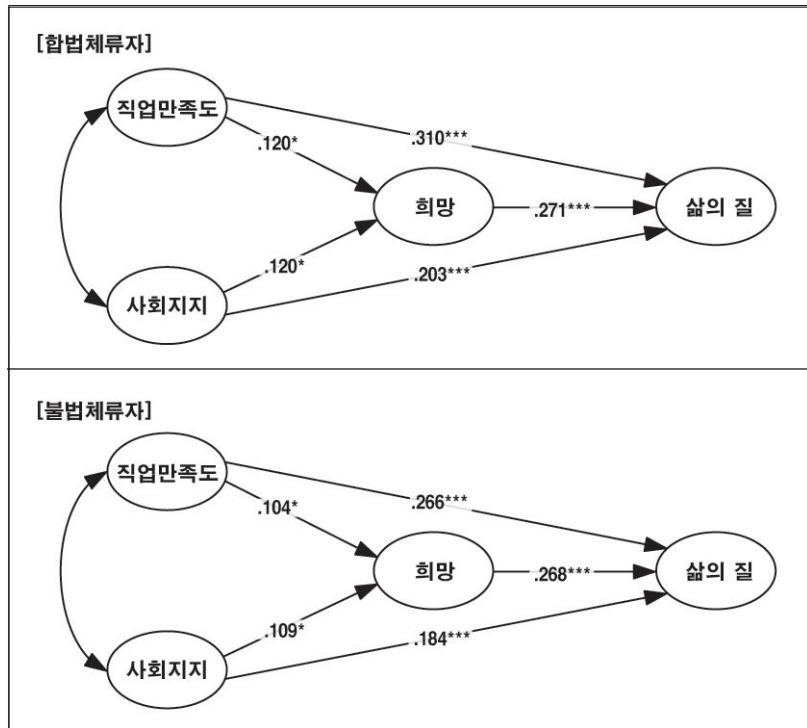 [합법체류자]
직업만족도
.310***
.120*
희망
.271***
삶의 질
.120*
.203***
사회지지
[불법체류자]
직업만족도
.266***
.104*
희망
.268***
삶의 질
.109*
.184***
사회지지